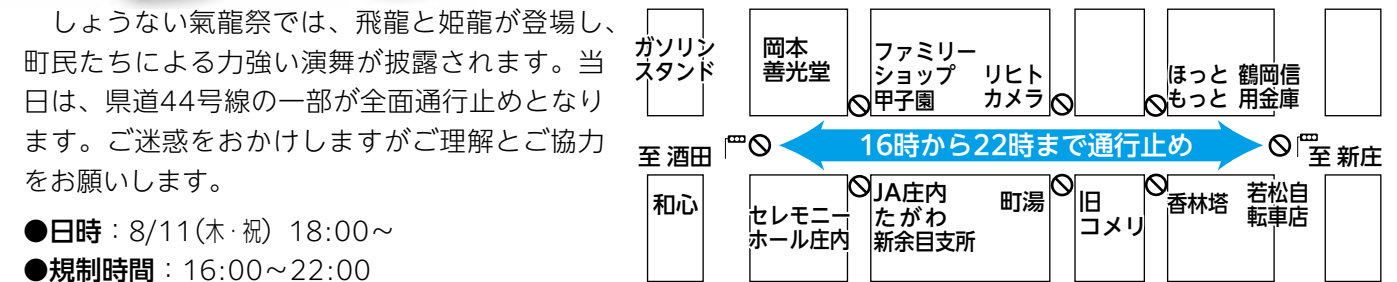 しょうない氣龍祭では、飛龍と姫龍が登場し、
町民たちによる力強い演舞が披露されます。当
日は、県道44号線の一部が全面通行止めとなり
ます。ご迷惑をおかけしますがご理解とご協力
をお願いします。
●日時：8/11(木・祝) 18:00～
●規制時間：16:00～22:00
ガソリン
スタンド
岡本
善光堂
ファミリー
ショップ
甲子園
リヒト
カメラ
ほっと
もっと
鶴岡信
用金庫
至 酒田
16時から22時まで通行止め
至 新庄
和心
セレモニー
ホール庄内
JA庄内
たがわ
新余目支所
町湯
旧
コメリ
香林塔
若松自
転車店